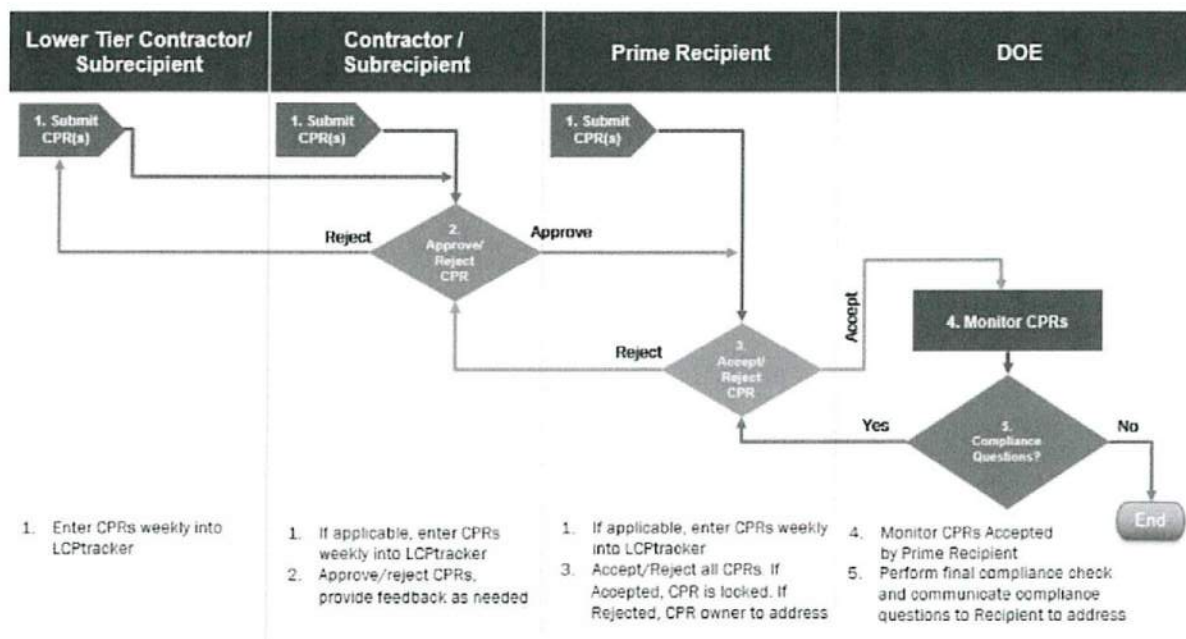 Lower Tier Contractor/
Subrecipient
Contractor /
Subrecipient
Prime Recipient
DOE
1. Submit
CPR(s)
1. Submit
CPR(s)
1. Submit
CPR(s)
Reject
2.
Approve/
Reject
CPR
Approve
Reject
3.
Accept/
Reject
CPR
Accept
4. Monitor CPRs
Yes
5.
Compliance
Questions?
No
End
1. Enter CPRs weekly into
LCPtracker
1. If applicable, enter CPRs
weekly into LCPtracker
2. Approve/reject CPRs,
provide feedback as needed
1. If applicable, enter CPRs weekly
into LCPtracker
3. Accept/Reject all CPRs. If
Accepted, CPR is locked. If
Rejected, CPR owner to address
4. Monitor CPRs Accepted
by Prime Recipient
5. Perform final compliance check
and communicate compliance
questions to Recipient to address